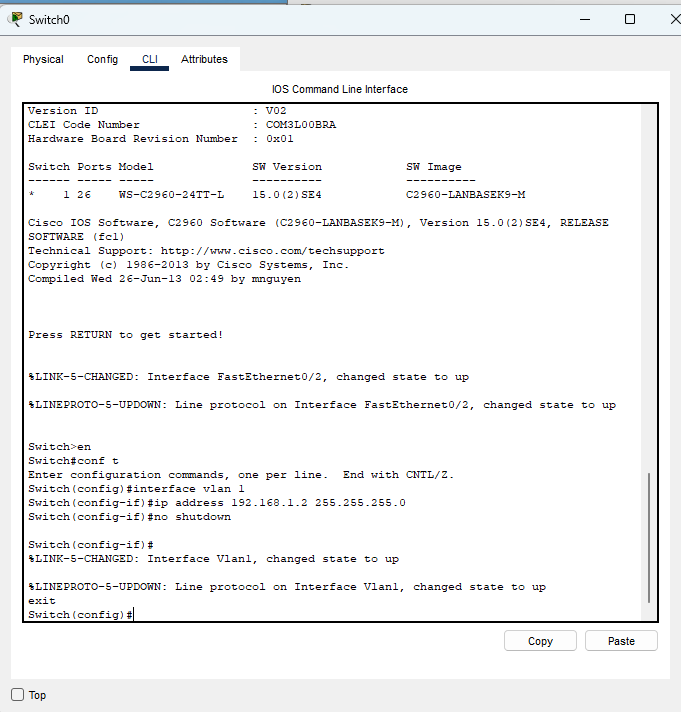 Switch0
Physical Config CLI Attributes
IOS Command Line Interface
Version ID : V02
CLEI Code Number : COM3L00BRA
Hardware Board Revision Number : 0x01
Switch Ports Model SW Version SW Image
------ ----- ----- ---------- ----------
* 1 26 WS-C2960-24TT-L 15.0(2)SE4 C2960-LANBASEK9-M
Cisco IOS Software, C2960 Software (C2960-LANBASEK9-M), Version 15.0(2)SE4, RELEASE
SOFTWARE (fc1)
Technical Support: http://www.cisco.com/techsupport
Copyright (c) 1986-2013 by Cisco Systems, Inc.
Compiled Wed 26-Jun-13 02:49 by mnguyen
Press RETURN to get started!
%LINK-5-CHANGED: Interface FastEthernet0/2, changed state to up
%LINEPROTO-5-UPDOWN: Line protocol on Interface FastEthernet0/2, changed state to up
Switch>en
Switch#conf t
Enter configuration commands, one per line. End with CNTL/Z.
Switch(config)#interface vlan 1
Switch(config-if)#ip address 192.168.1.2 255.255.255.0
Switch(config-if)#no shutdown
Switch(config-if)#
%LINK-5-CHANGED: Interface Vlan1, changed state to up
%LINEPROTO-5-UPDOWN: Line protocol on Interface Vlan1, changed state to up
exit
Switch(config)#
Copy Paste
Top